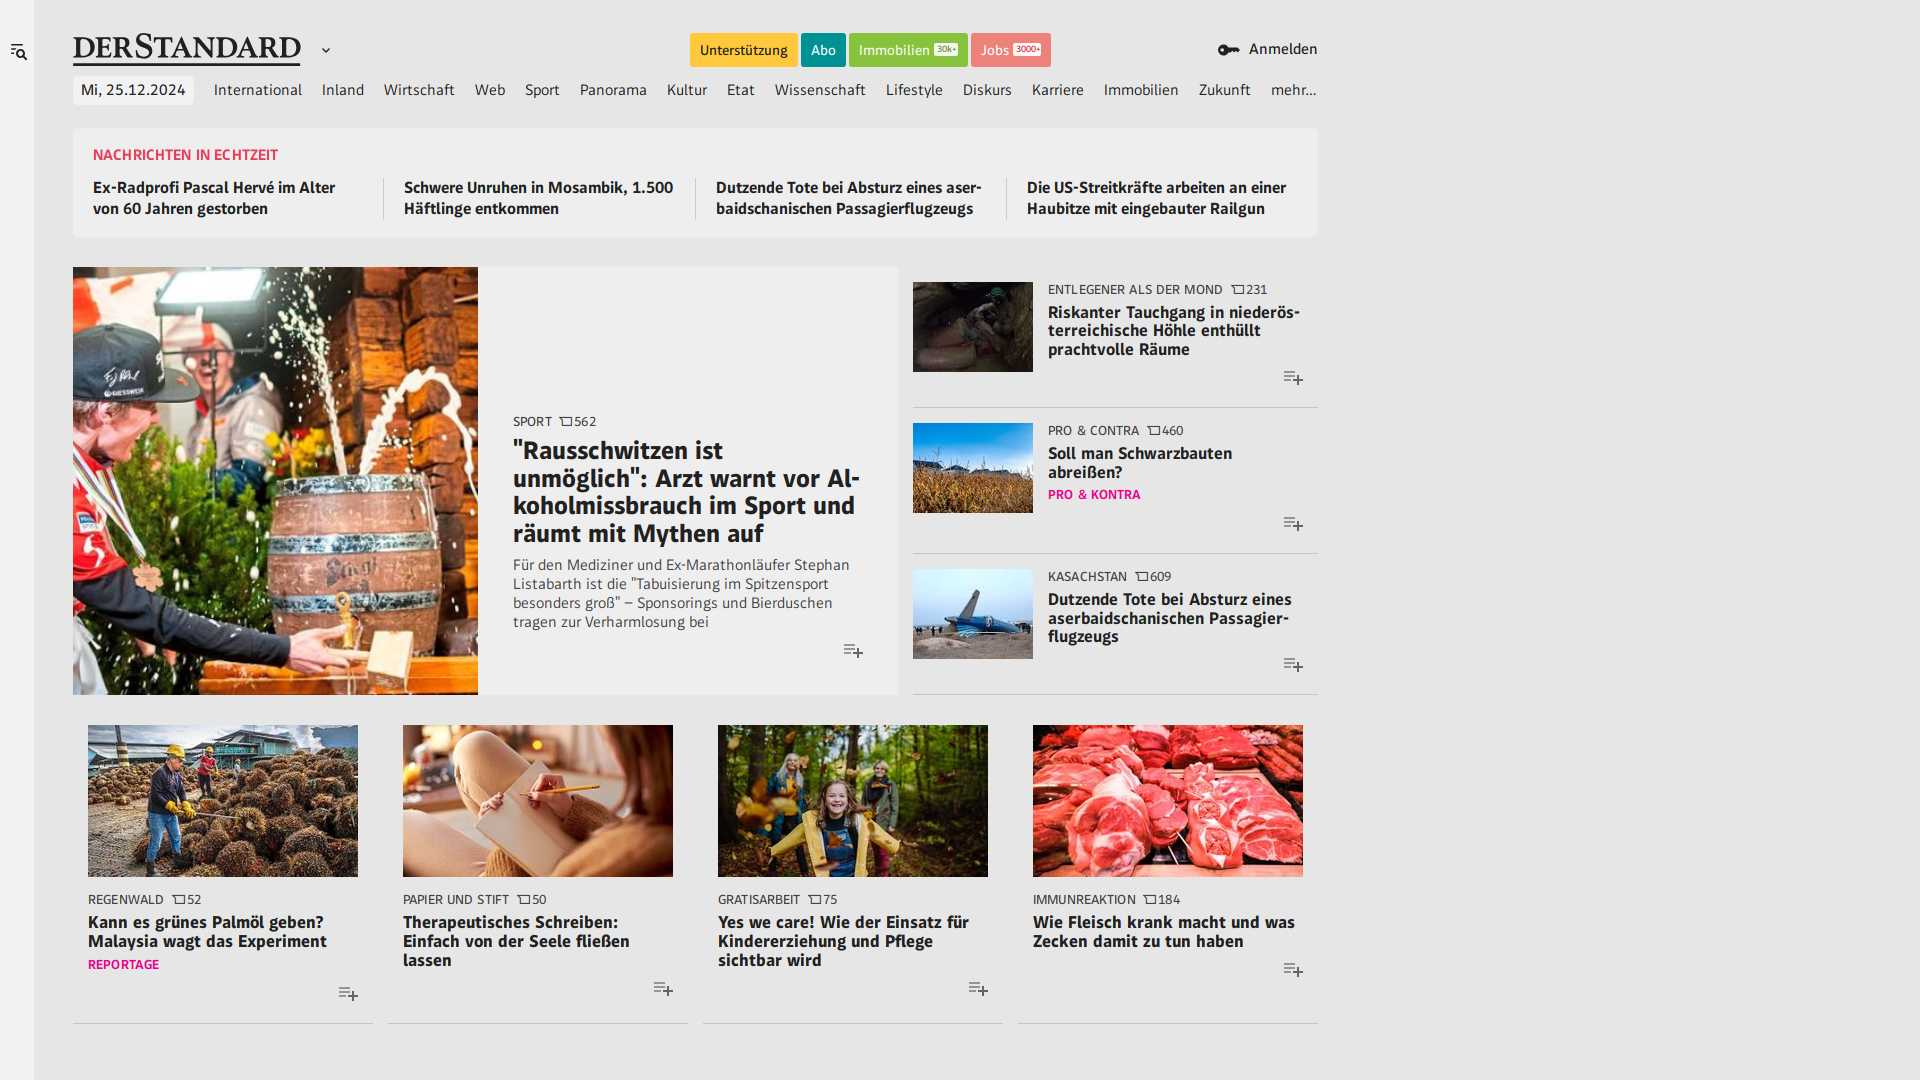 DERSTANDARD
Unterstützung
Abo
Immobilien 30k+
Jobs 3000+
Anmelden
Mi, 25.12.2024
International
Inland
Wirtschaft
Web
Sport
Panorama
Kultur
Etat
Wissenschaft
Lifestyle
Diskurs
Karriere
Immobilien
Zukunft
mehr…
NACHRICHTEN IN ECHTZEIT
Ex-Radprofi Pascal Hervé im Alter
von 60 Jahren gestorben
Schwere Unruhen in Mosambik, 1.500
Häftlinge entkommen
Dutzende Tote bei Absturz eines aser-
baidschanischen Passagierflugzeugs
Die US-Streitkräfte arbeiten an einer
Haubitze mit eingebauter Railgun
SPORT 562
"Rausschwitzen ist
unmöglich": Arzt warnt vor Al-
koholmissbrauch im Sport und
räumt mit Mythen auf
Für den Mediziner und Ex-Marathonläufer Stephan
Listabarth ist die "Tabuisierung im Spitzensport
besonders groß" – Sponsorings und Bierduschen
tragen zur Verharmlosung bei
ENTLEGENER ALS DER MOND 231
Riskanter Tauchgang in niederös-
terreichische Höhle enthüllt
prachtvolle Räume
PRO & CONTRA 460
Soll man Schwarzbauten
abreißen?
PRO & KONTRA
KASACHSTAN 609
Dutzende Tote bei Absturz eines
aserbaidschanischen Passagier-
flugzeugs
REGENWALD 52
Kann es grünes Palmöl geben?
Malaysia wagt das Experiment
REPORTAGE
PAPIER UND STIFT 50
Therapeutisches Schreiben:
Einfach von der Seele fließen
lassen
GRATISARBEIT 75
Yes we care! Wie der Einsatz für
Kindererziehung und Pflege
sichtbar wird
IMMUNREAKTION 184
Wie Fleisch krank macht und was
Zecken damit zu tun haben